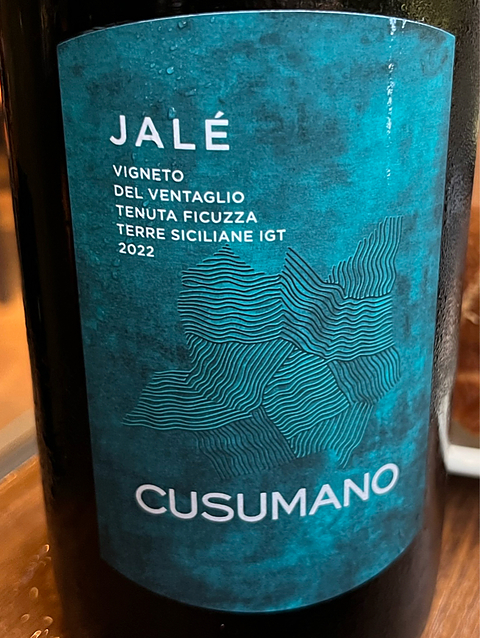 JALÉ
VIGNETO
DEL VENTAGLIO
TENUTA FICUZZA
TERRE SICILIANE IGT
2022
CUSUMANO